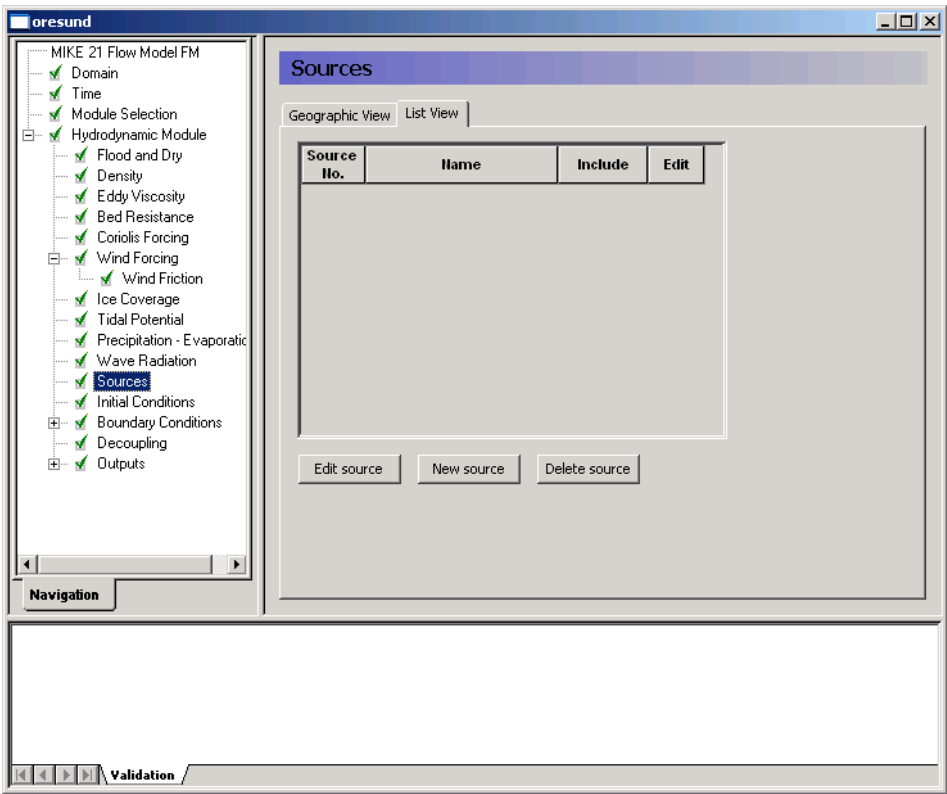 oresund
MIKE 21 Flow Model FM
Domain
Time
Module Selection
Hydrodynamic Module
Flood and Dry
Density
Eddy Viscosity
Bed Resistance
Coriolis Forcing
Wind Forcing
Wind Friction
Ice Coverage
Tidal Potential
Precipitation - Evaporatic
Wave Radiation
Sources
Initial Conditions
Boundary Conditions
Decoupling
Outputs
Navigation
Sources
Geographic View List View
Source No. Name Include Edit
Edit source New source Delete source
Validation